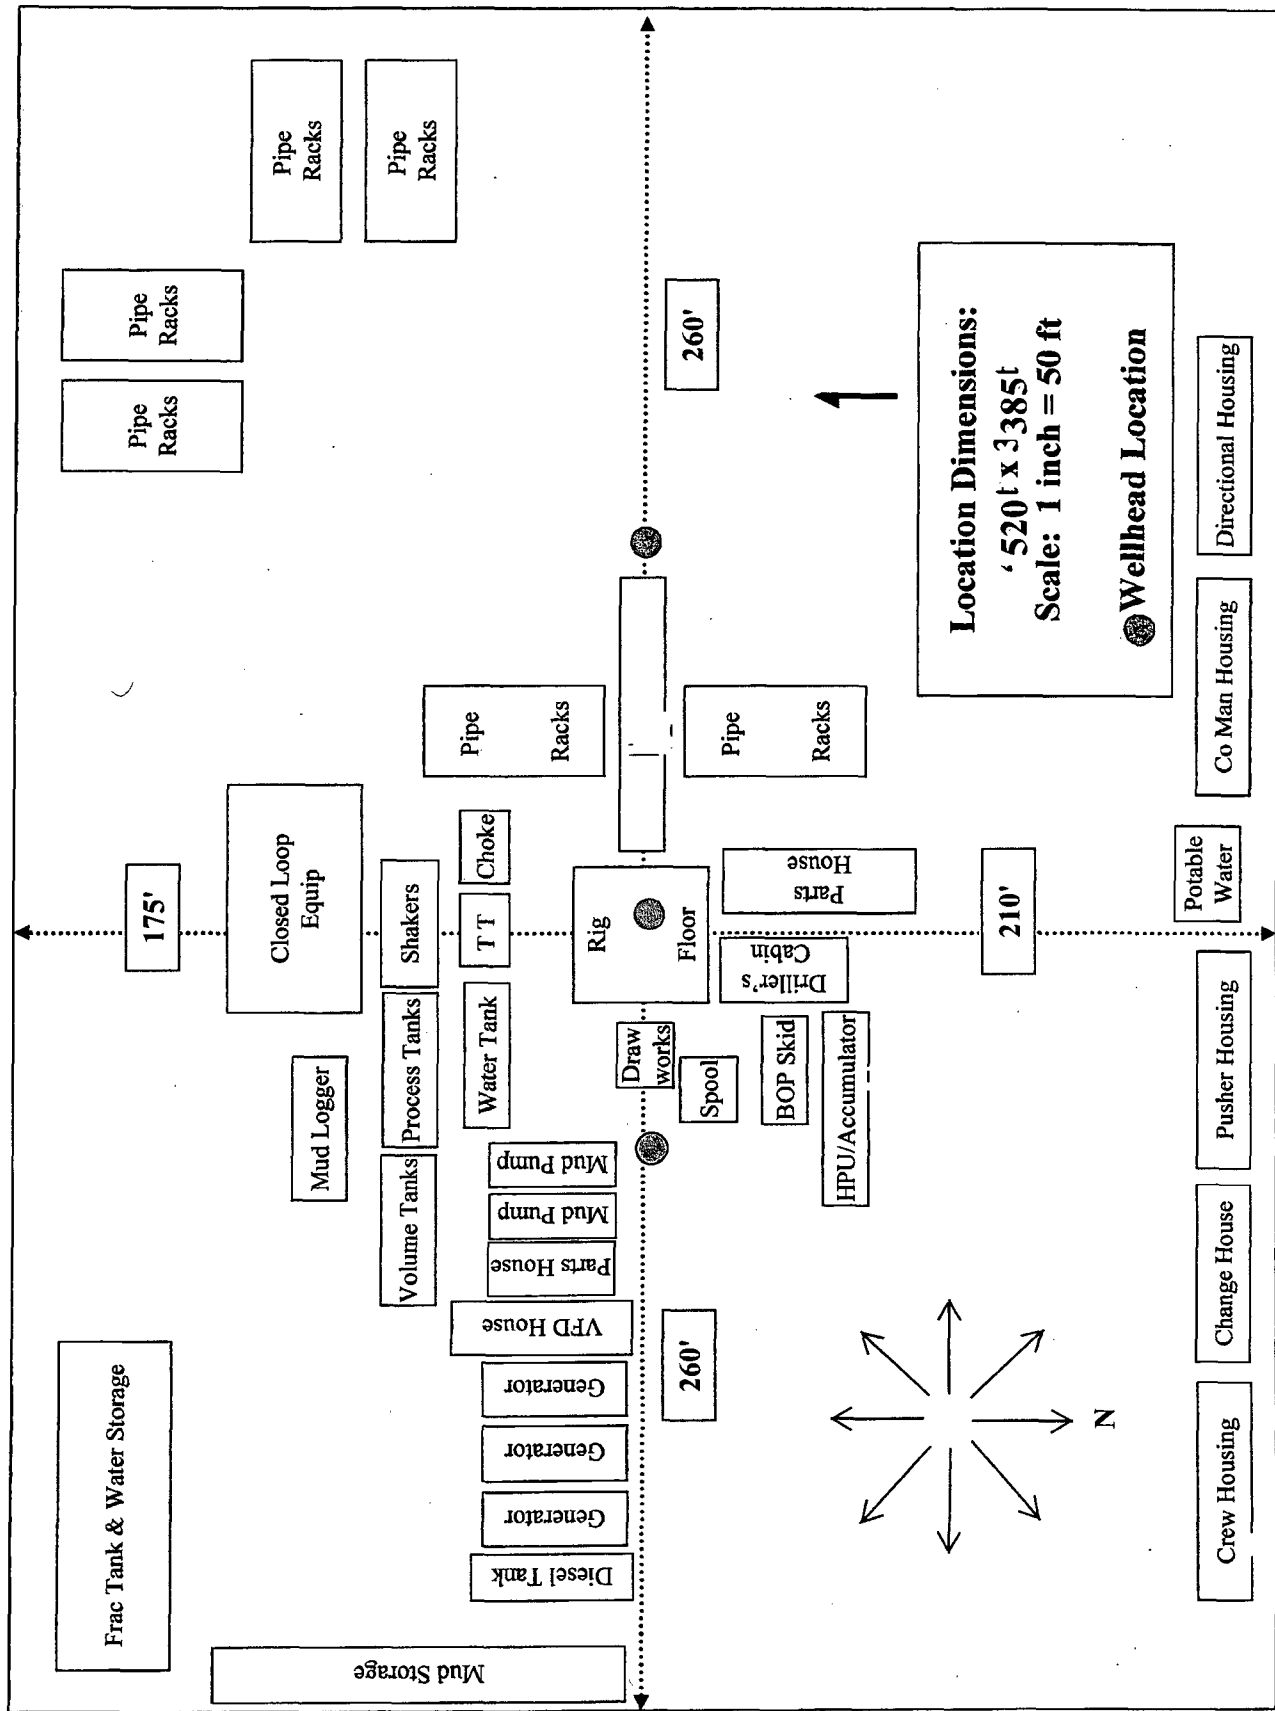 Frac Tank & Water Storage
Mud Storage
Diesel Tank
Generator
Generator
Generator
VFD House
Parts House
Mud Pump
Mud Pump
Volume Tanks
Process Tanks
Shakers
Mud Logger
Water Tank
T T
Choke
Closed Loop
Equip
175'
Pipe
Racks
Pipe
Racks
Pipe
Racks
Pipe
Racks
Pipe
Racks
Pipe
Racks
Rig
Floor
Draw
works
Spool
BOP Skid
HPU/Accumulator
Driller's
Cabin
Parts
House
260'
260'
210'
N
Location Dimensions:
‘520t x 3385t
Scale: 1 inch = 50 ft
Wellhead Location
Crew Housing
Change House
Pusher Housing
Potable
Water
Co Man Housing
Directional Housing